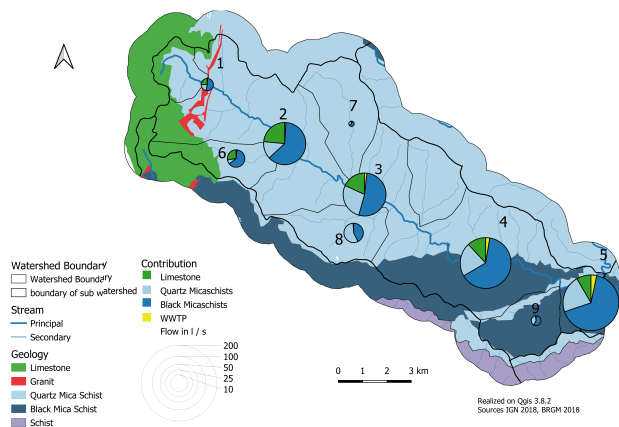 1
2
7
6
3
8
4
5
9
Watershed Boundary
Watershed Boundary
boundary of sub watershed
Stream
Principal
Secondary
Geology
Limestone
Granit
Quartz Mica Schist
Black Mica Schist
Schist
Contribution
Limestone
Quartz Micaschists
Black Micaschists
WWTP
Flow in l / s
200
100
50
25
10
0 1 2 3 km
Realized on Qgis 3.8.2
Sources IGN 2018, BRGM 2018